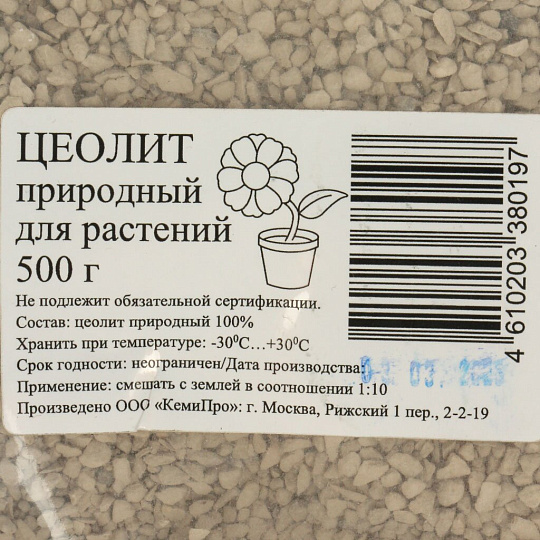 ЦЕОЛИТ
природный
для растений
500 г
Не подлежит обязательной сертификации.
Состав: цеолит природный 100%
Хранить при температуре: -30⁰С...+30⁰С
Срок годности: неограничен/Дата производства:
Применение: смешать с землей в соотношении 1:10
Произведено ООО «КемиПро»: г. Москва, Рижский 1 пер., 2-2-19
4 610203 380197